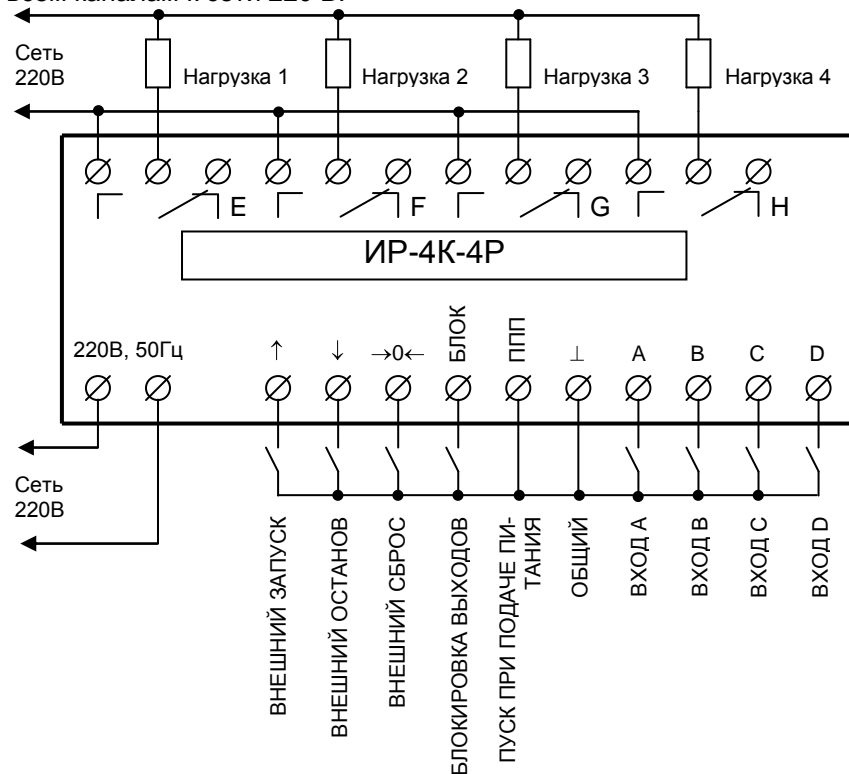 Сеть
220В
Нагрузка 1
Нагрузка 2
Нагрузка 3
Нагрузка 4
E
F
G
H
ИР-4К-4Р
220В, 50Гц
↑
↓
→0←
БЛОК
ППП
⊥
A
B
C
D
Сеть
220В
ВНЕШНИЙ ЗАПУСК
ВНЕШНИЙ ОСТАНОВ
ВНЕШНИЙ СБРОС
БЛОКИРОВКА ВЫХОДОВ
ПУСК ПРИ ПОДАЧЕ ПИ-
ТАНИЯ
ОБЩИЙ
ВХОД A
ВХОД B
ВХОД C
ВХОД D